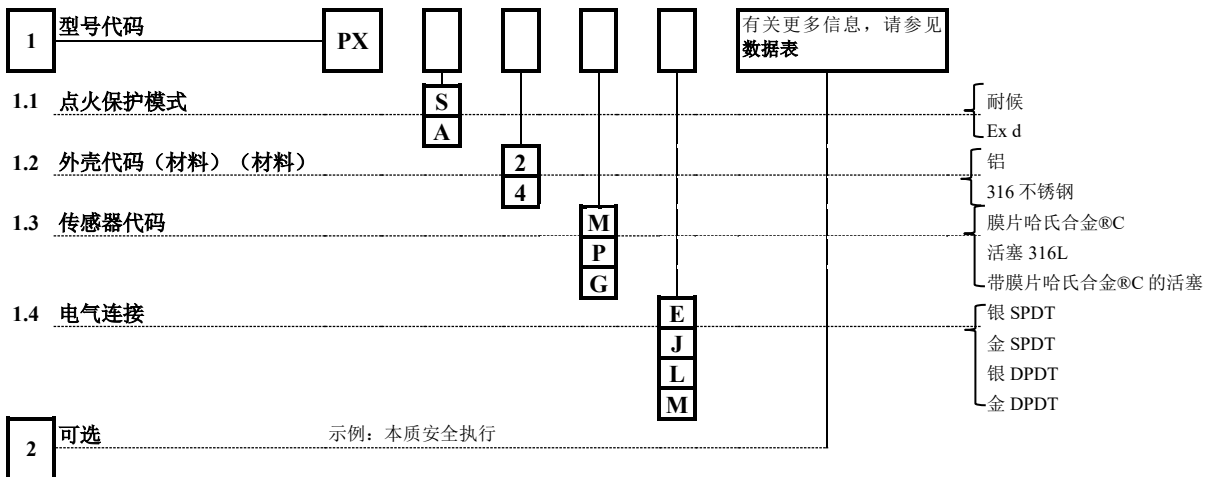 1 型号代码 PX 有关更多信息，请参见
数据表
1.1 点火保护模式 S 耐候
A Ex d
1.2 外壳代码（材料）（材料） 2 铝
4 316 不锈钢
1.3 传感器代码 M 膜片哈氏合金®C
P 活塞 316L
G 带膜片哈氏合金®C 的活塞
1.4 电气连接 E 银 SPDT
J 金 SPDT
L 银 DPDT
M 金 DPDT
2 可选 示例：本质安全执行